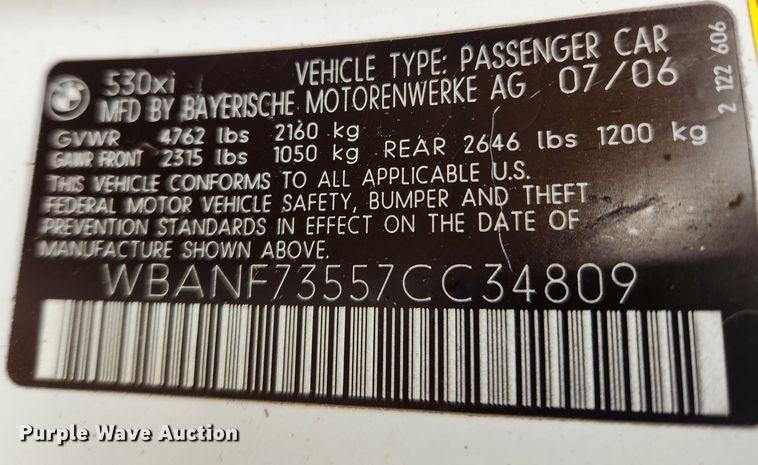 530xi VEHICLE TYPE: PASSENGER CAR
MFD BY BAYERISCHE MOTORENWERKE AG 07/06
GVWR 4762 lbs 2160 kg
GAWR FRONT 2315 lbs 1050 kg REAR 2646 lbs 1200 kg
THIS VEHICLE CONFORMS TO ALL APPLICABLE U.S.
FEDERAL MOTOR VEHICLE SAFETY, BUMPER AND THEFT
PREVENTION STANDARDS IN EFFECT ON THE DATE OF
MANUFACTURE SHOWN ABOVE.
WBANF73557CC34809
2 122 606
Purple Wave Auction